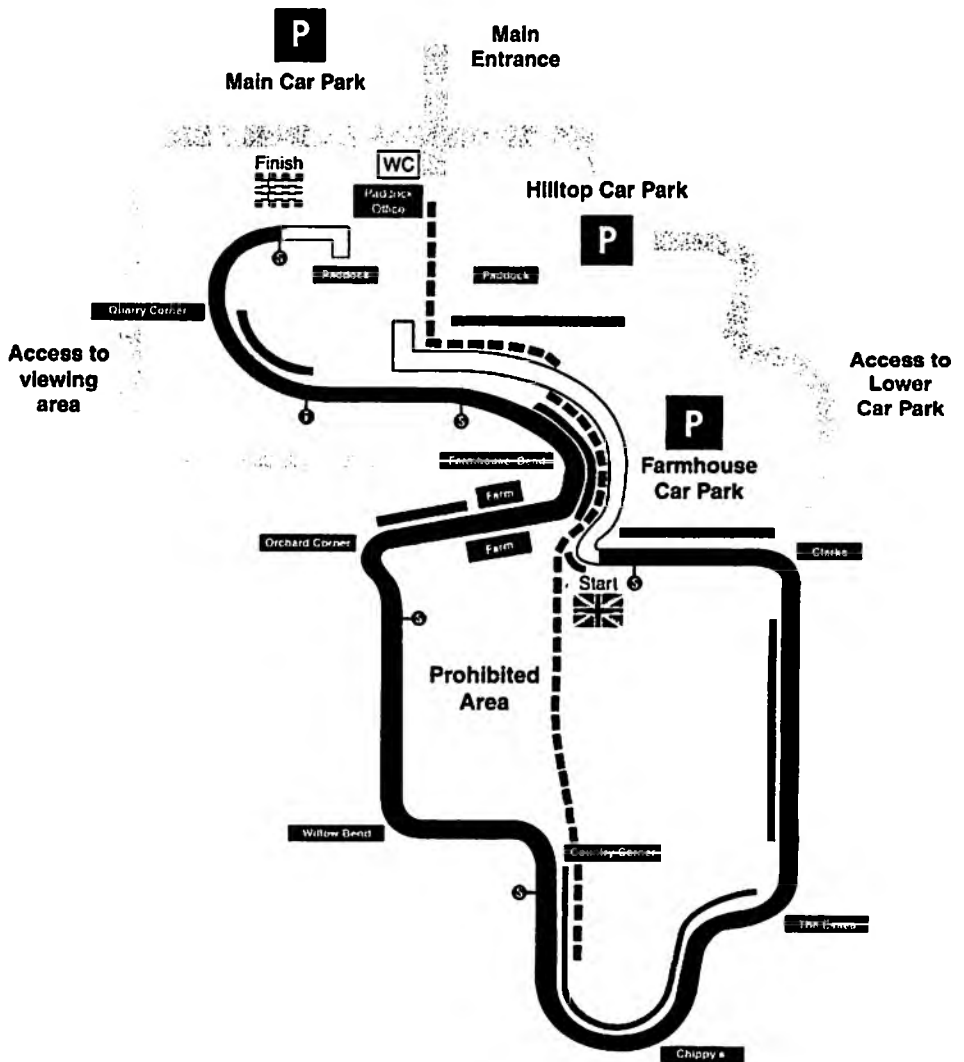 P
Main
Entrance
Main Car Park
Finish
WC
Paddock
Office
Hilltop Car Park
P
Paddock
Paddock
Quarry Corner
Access to
viewing
area
Access to
Lower
Car Park
S
P
S
P
Farmhouse
Car Park
Farmhouse Bend
Farm
Orchard Corner
Farm
Clarks
Start
S
S
Prohibited
Area
Willow Bend
Country Corner
S
Chippy's